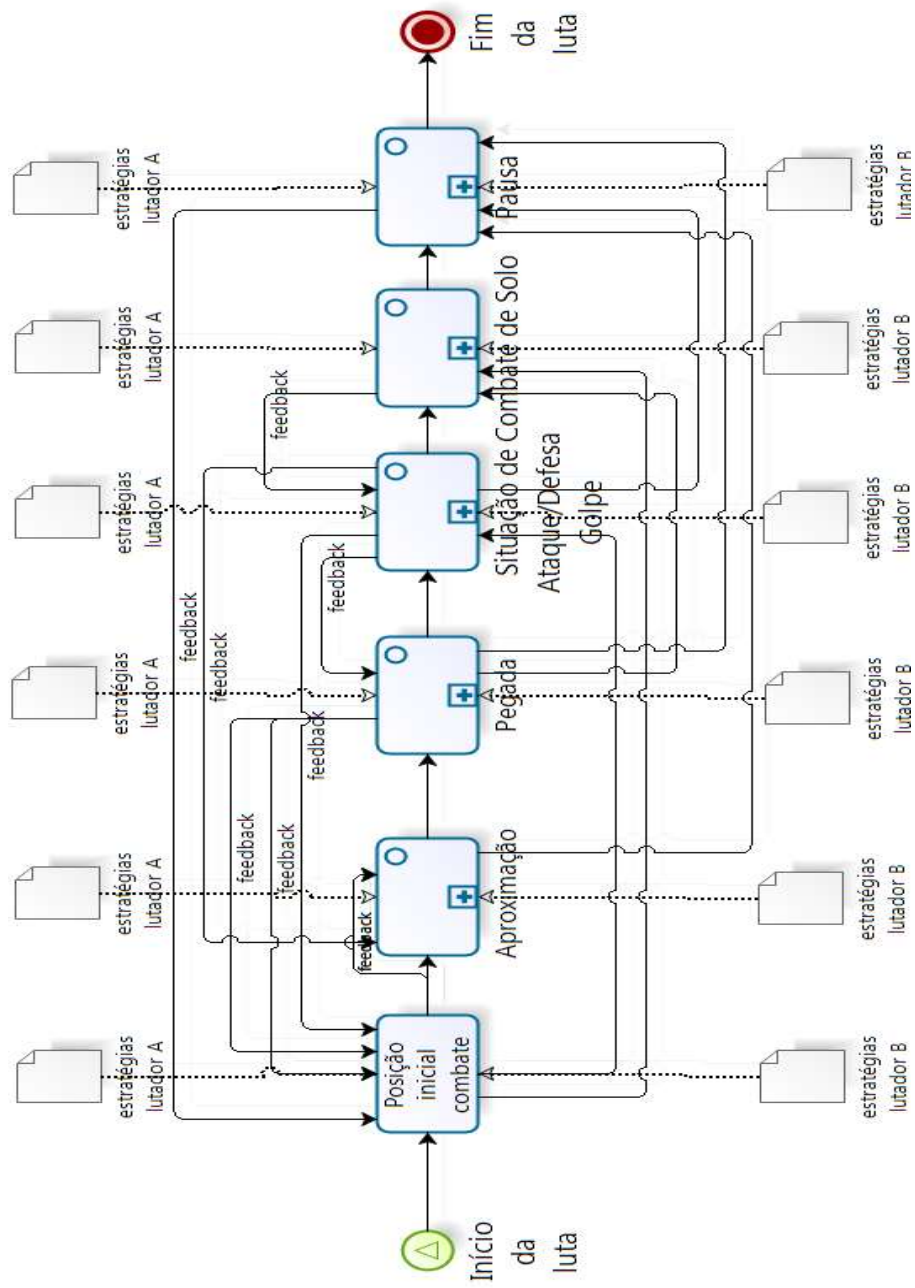 estratégias
lutador A
estratégias
lutador A
estratégias
lutador A
estratégias
lutador A
estratégias
lutador A
estratégias
lutador A
feedback
feedback
feedback
feedback
feedback
feedback
feedback
feedback
Posição
inicial
combate
Início
da
luta
Aproximação
Pegada
Situação de Combate de Solo
Ataque/Defesa
Golpe
Pausa
Fim
da
luta
estratégias
lutador B
estratégias
lutador B
estratégias
lutador B
estratégias
lutador B
estratégias
lutador B
estratégias
lutador B